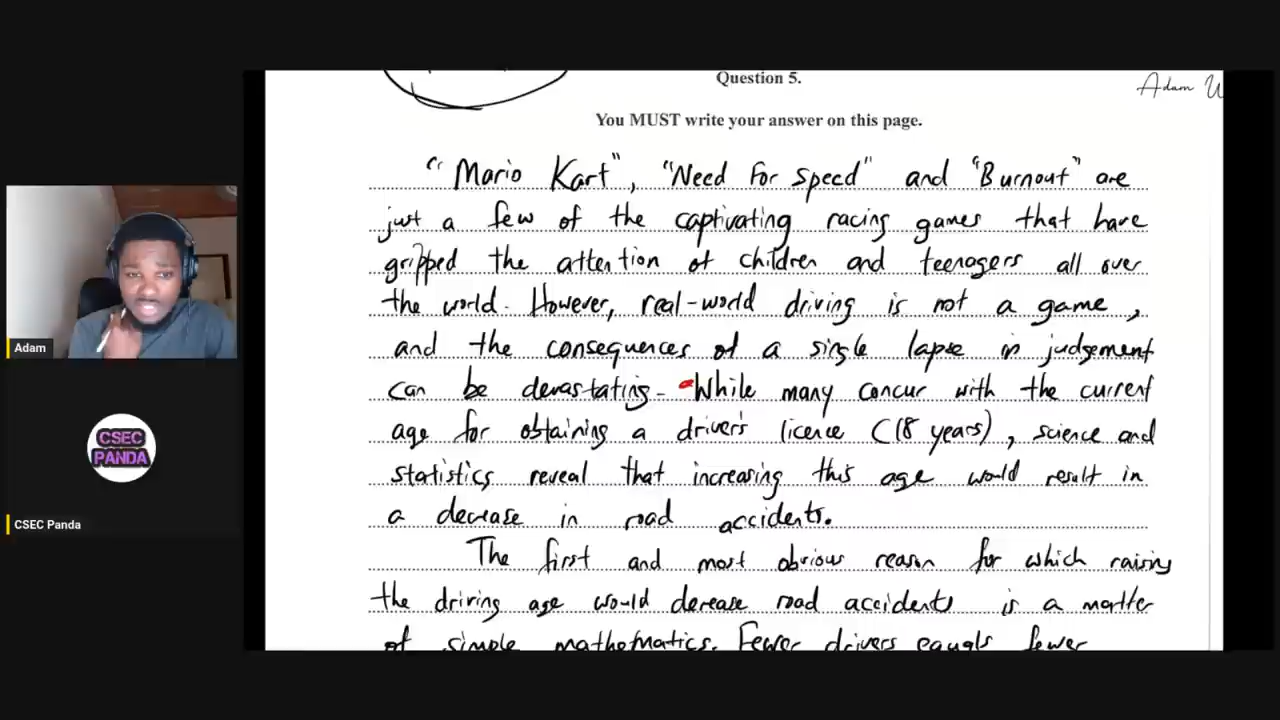 Question 5.
Adam W
You MUST write your answer on this page.
"Mario Kart", "Need For Speed" and "Burnout" are
just a few of the captivating racing games that have
gripped the attention of children and teenagers all over
the world. However, real-world driving is not a game,
and the consequences of a single lapse in judgement
can be devastating. While many concur with the current
age for obtaining a driver's licence (18 years), science and
statistics reveal that increasing this age would result in
a decrease in road accidents.
The first and most obvious reason for which raising
the driving age would derease road accidents is a matter
of simple mathematics. Fewer drivers equals fewer
Adam
CSEC
PANDA
CSEC Panda